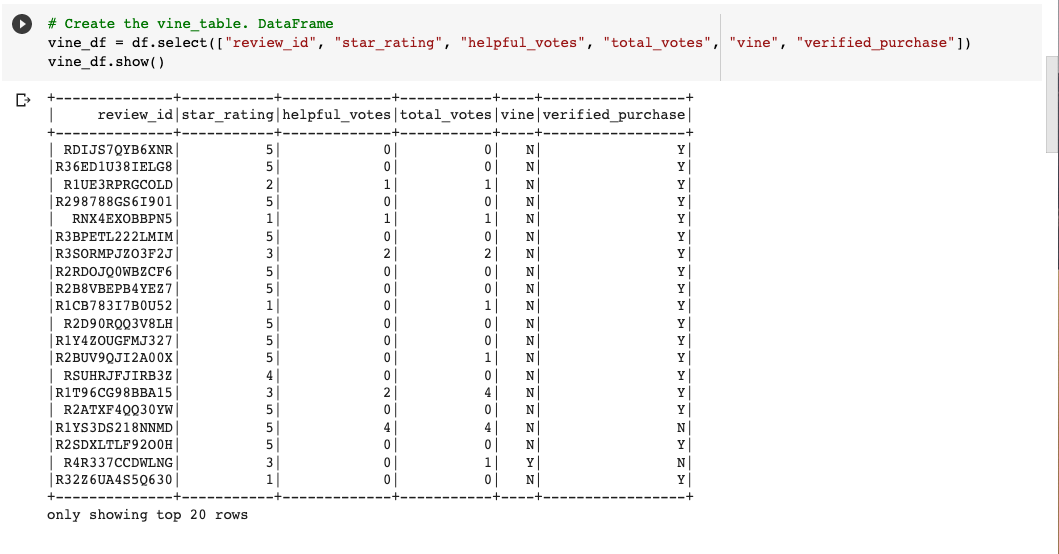 # Create the vine_table. DataFrame
vine_df = df.select(["review_id", "star_rating", "helpful_votes", "total_votes", "vine", "verified_purchase"])
vine_df.show()
+--------------+-----------+-------------+-----------+----+-----------------+
|     review_id|star_rating|helpful_votes|total_votes|vine|verified_purchase|
+--------------+-----------+-------------+-----------+----+-----------------+
| RDIJS7QYB6XNR|          5|            0|          0|   N|                Y|
|R36ED1U38IELG8|          5|            0|          0|   N|                Y|
|R1UE3RPRGCOLD|          2|            1|          1|   N|                Y|
|R298788GS6I901|          5|            0|          0|   N|                Y|
|  RNX4EXOBBPN5|          1|            1|          1|   N|                Y|
|R3BPETL222LMIM|          5|            0|          0|   N|                Y|
|R3SORMPJZO3F2J|          3|            2|          2|   N|                Y|
|R2RDOJQ0WBZCF6|          5|            0|          0|   N|                Y|
|R2B8VBEPB4YEZ7|          5|            0|          0|   N|                Y|
|R1CB783I7B0U52|          1|            0|          1|   N|                Y|
| R2D90RQQ3V8LH|          5|            0|          0|   N|                Y|
|R1Y4ZOUGFMJ327|          5|            0|          0|   N|                Y|
|R2BUV9QJI2A00X|          5|            0|          1|   N|                Y|
| RSUHRJFJIRB3Z|          4|            0|          0|   N|                Y|
|R1T96CG98BBA15|          3|            2|          4|   N|                Y|
| R2ATXF4QQ30YW|          5|            0|          0|   N|                Y|
|R1YS3DS218NNMD|          5|            4|          4|   N|                N|
|R2SDXLTLF92O0H|          5|            0|          0|   N|                Y|
| R4R337CCDWLNG|          3|            0|          1|   Y|                N|
|R32Z6UA4S5Q630|          1|            0|          0|   N|                Y|
+--------------+-----------+-------------+-----------+----+-----------------+
only showing top 20 rows